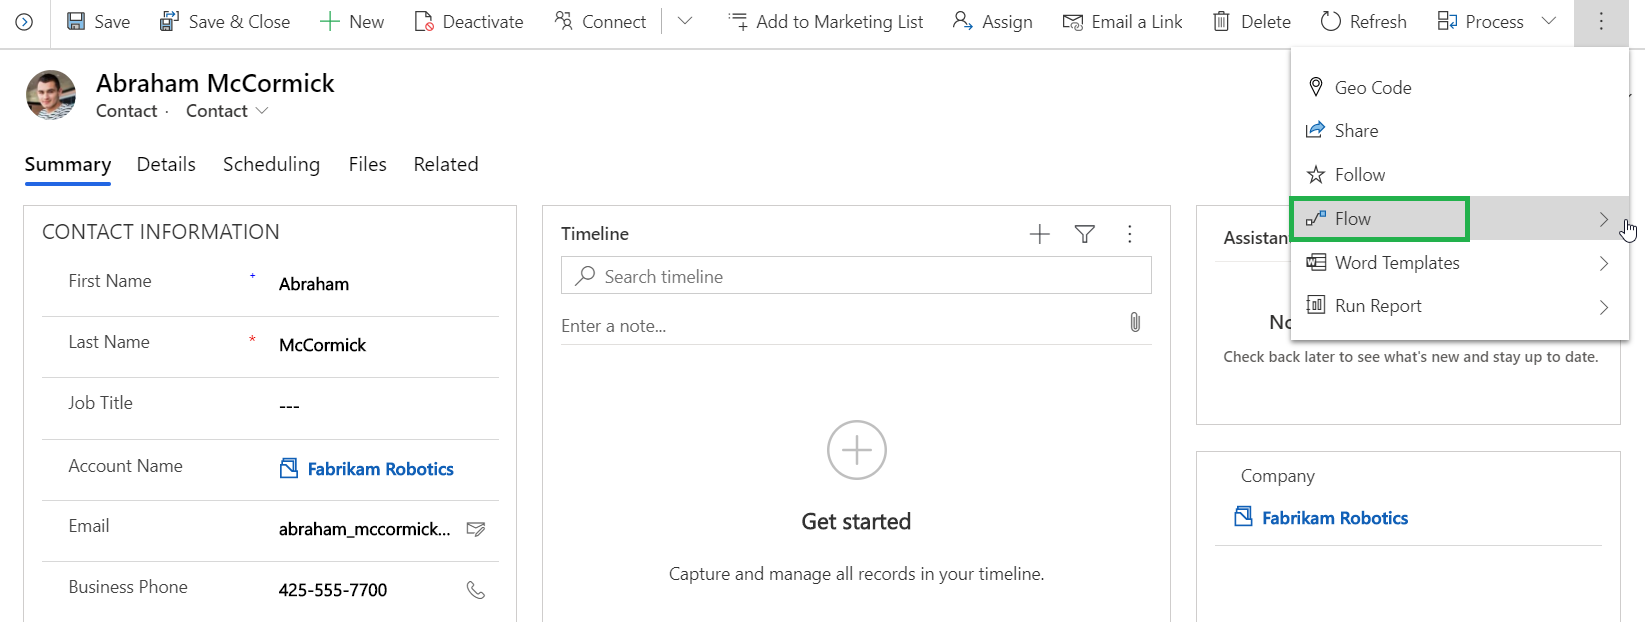 Save
Save & Close
New
Deactivate
Connect
Add to Marketing List
Assign
Email a Link
Delete
Refresh
Process
Abraham McCormick
Contact · Contact
Summary
Details
Scheduling
Files
Related
Geo Code
Share
Follow
Flow
Word Templates
Run Report
CONTACT INFORMATION
First Name + Abraham
Last Name * McCormick
Job Title ---
Account Name Fabrikam Robotics
Email abraham_mccormick...
Business Phone 425-555-7700
Timeline
Search timeline
Enter a note...
Get started
Capture and manage all records in your timeline.
Check back later to see what's new and stay up to date.
Company
Fabrikam Robotics